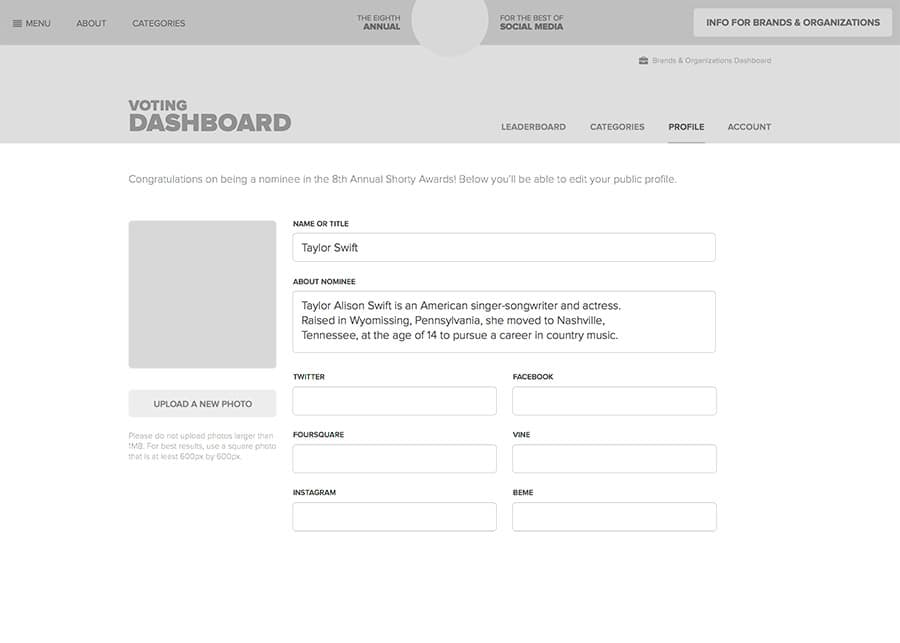 MENU
ABOUT
CATEGORIES
THE EIGHTH
ANNUAL
FOR THE BEST OF
SOCIAL MEDIA
INFO FOR BRANDS & ORGANIZATIONS
Brands & Organizations Dashboard
VOTING
DASHBOARD
LEADERBOARD
CATEGORIES
PROFILE
ACCOUNT
Congratulations on being a nominee in the 8th Annual Shorty Awards! Below you'll be able to edit your public profile.
NAME OR TITLE
Taylor Swift
ABOUT NOMINEE
Taylor Alison Swift is an American singer-songwriter and actress.
Raised in Wyomissing, Pennsylvania, she moved to Nashville,
Tennessee, at the age of 14 to pursue a career in country music.
UPLOAD A NEW PHOTO
Please do not upload photos larger than
1MB. For best results, use a square photo
that is at least 600px by 600px.
TWITTER
FACEBOOK
FOURSQUARE
VINE
INSTAGRAM
BEME